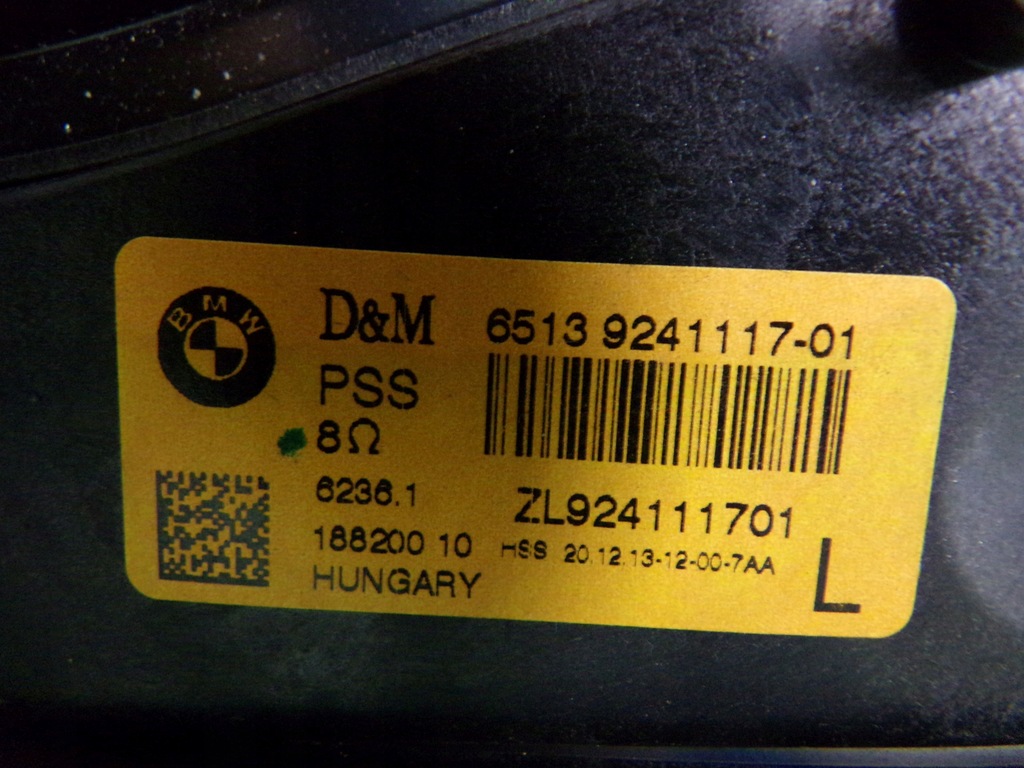 BMW
D&M
6513 9241117-01
PSS
8Ω
6236.1
ZL924111701
188200 10
HSS 20.12.13-12-00-7AA
HUNGARY
L